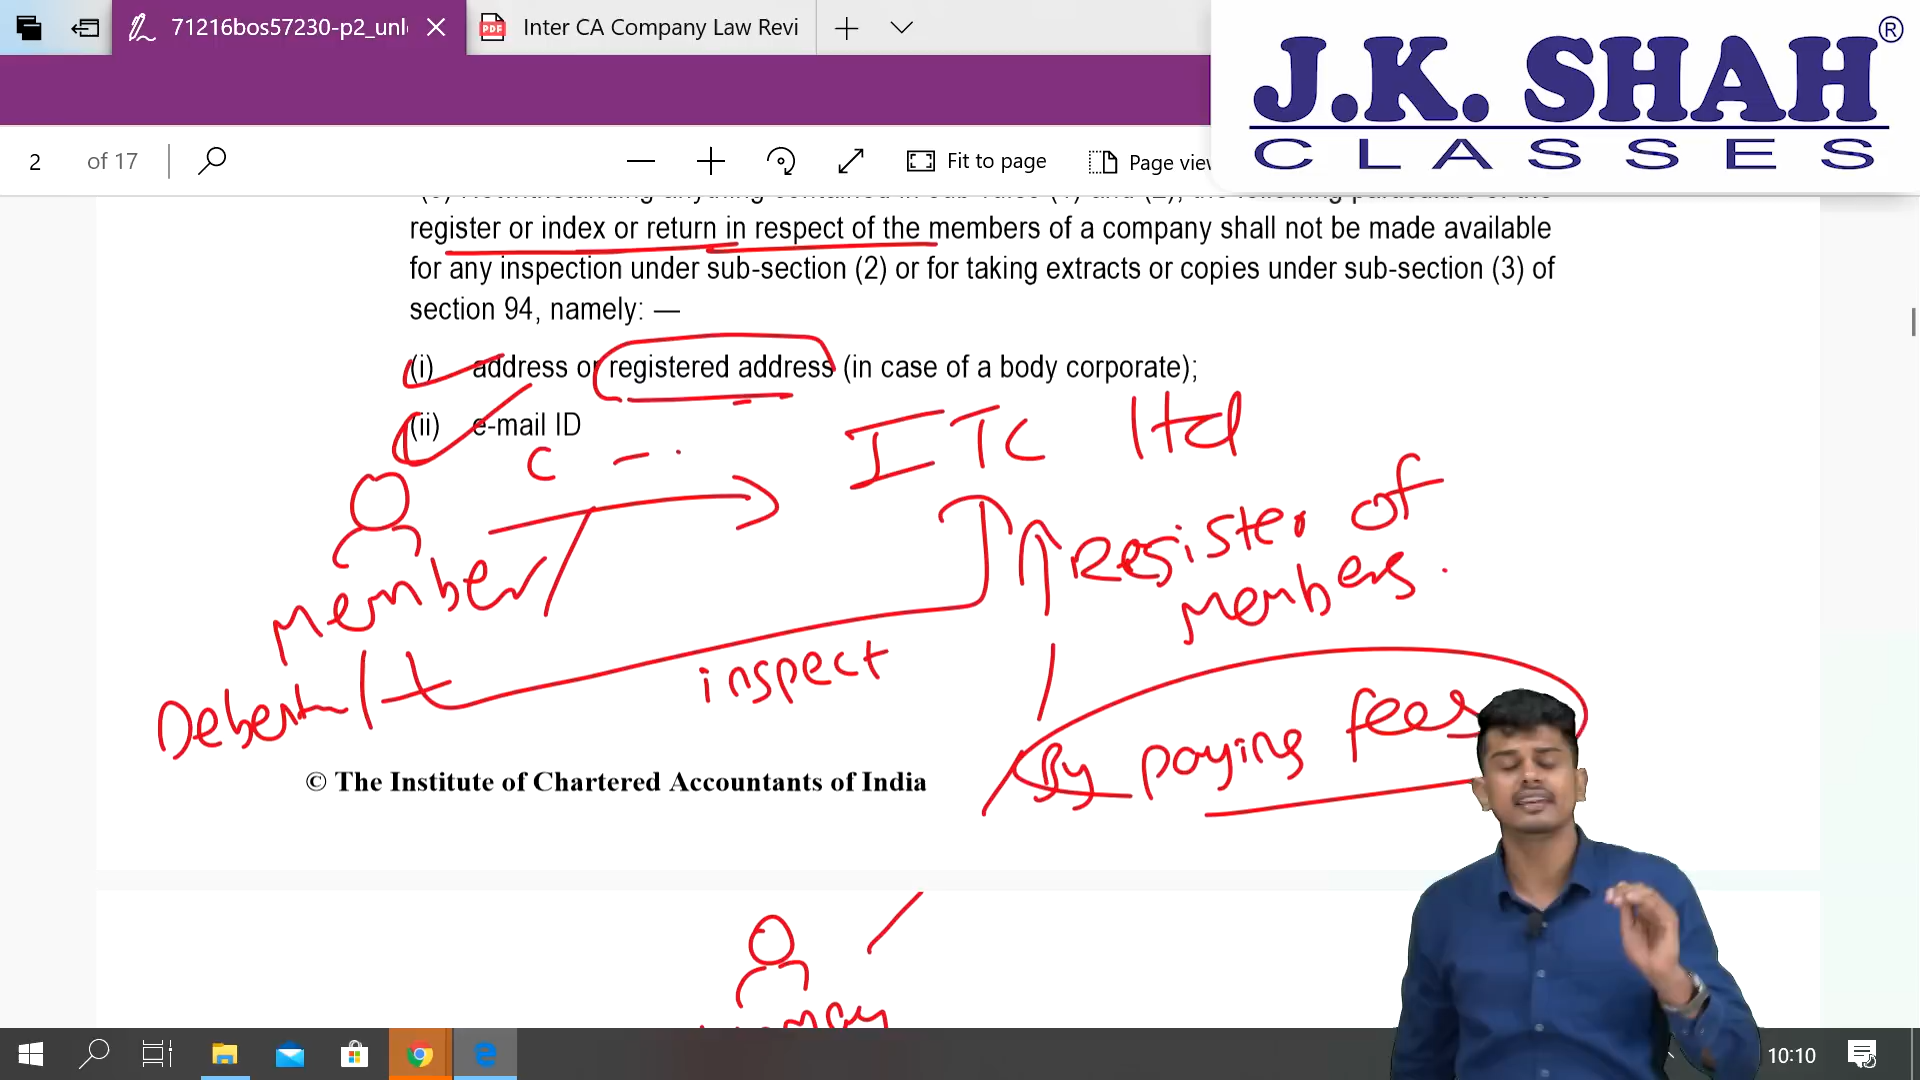 71216bos57230-p2_unl
Inter CA Company Law Revi
J.K. SHAH®
CLASSES
2 of 17
Fit to page
Page view
register or index or return in respect of the members of a company shall not be made available
for any inspection under sub-section (2) or for taking extracts or copies under sub-section (3) of
section 94, namely: —
(i) address or registered address (in case of a body corporate);
(ii) e-mail ID
C
ITC ltd
Register of
members.
member
inspect
By paying fees
© The Institute of Chartered Accountants of India
10:10